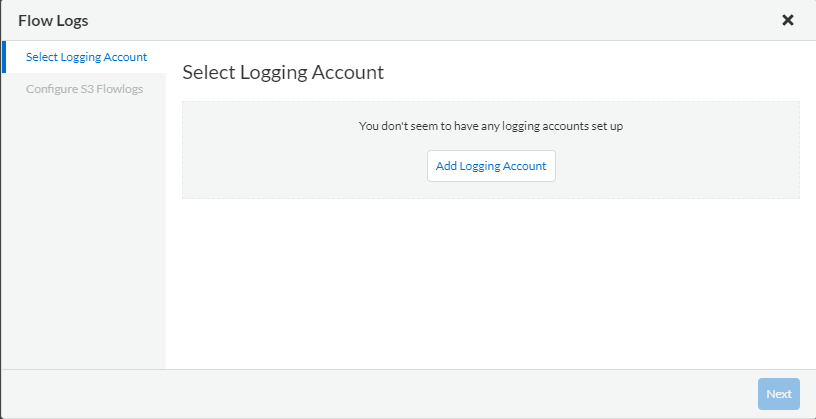 Flow Logs
Select Logging Account
Configure S3 Flowlogs
Select Logging Account
You don't seem to have any logging accounts set up
Add Logging Account
Next